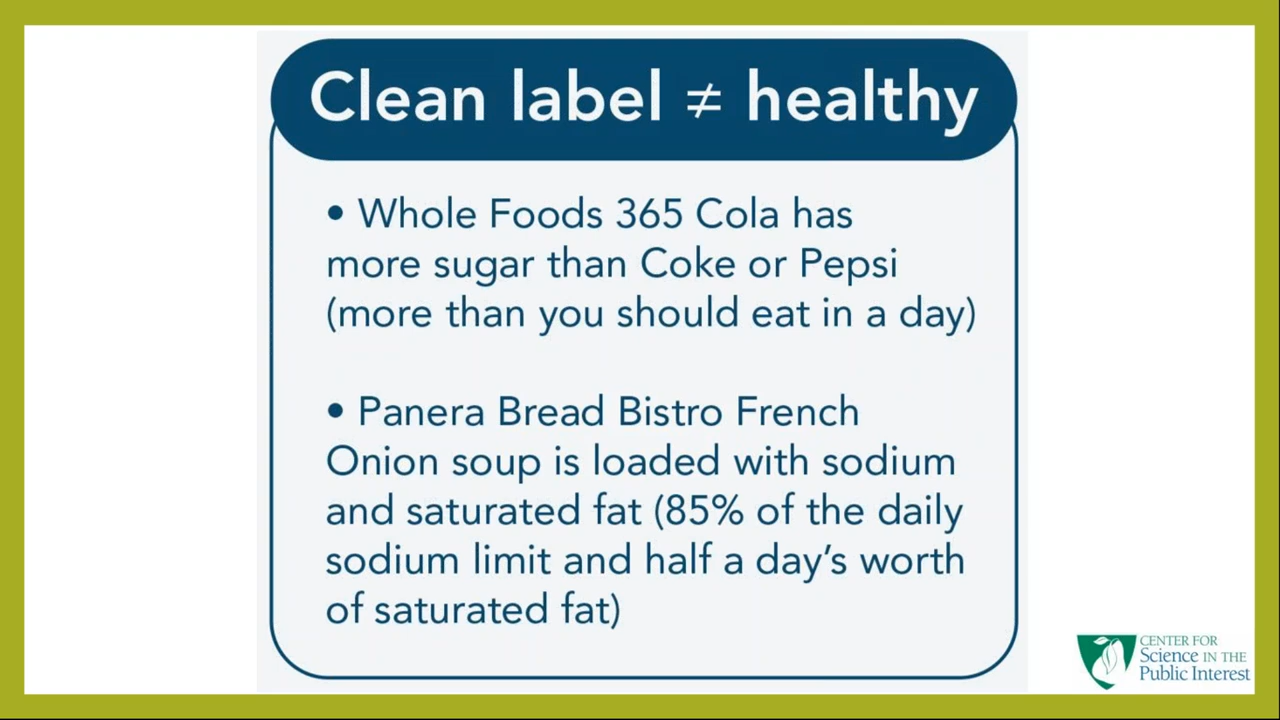 Clean label ≠ healthy
• Whole Foods 365 Cola has
more sugar than Coke or Pepsi
(more than you should eat in a day)
• Panera Bread Bistro French
Onion soup is loaded with sodium
and saturated fat (85% of the daily
sodium limit and half a day’s worth
of saturated fat)
CENTER FOR
Science IN THE
Public Interest